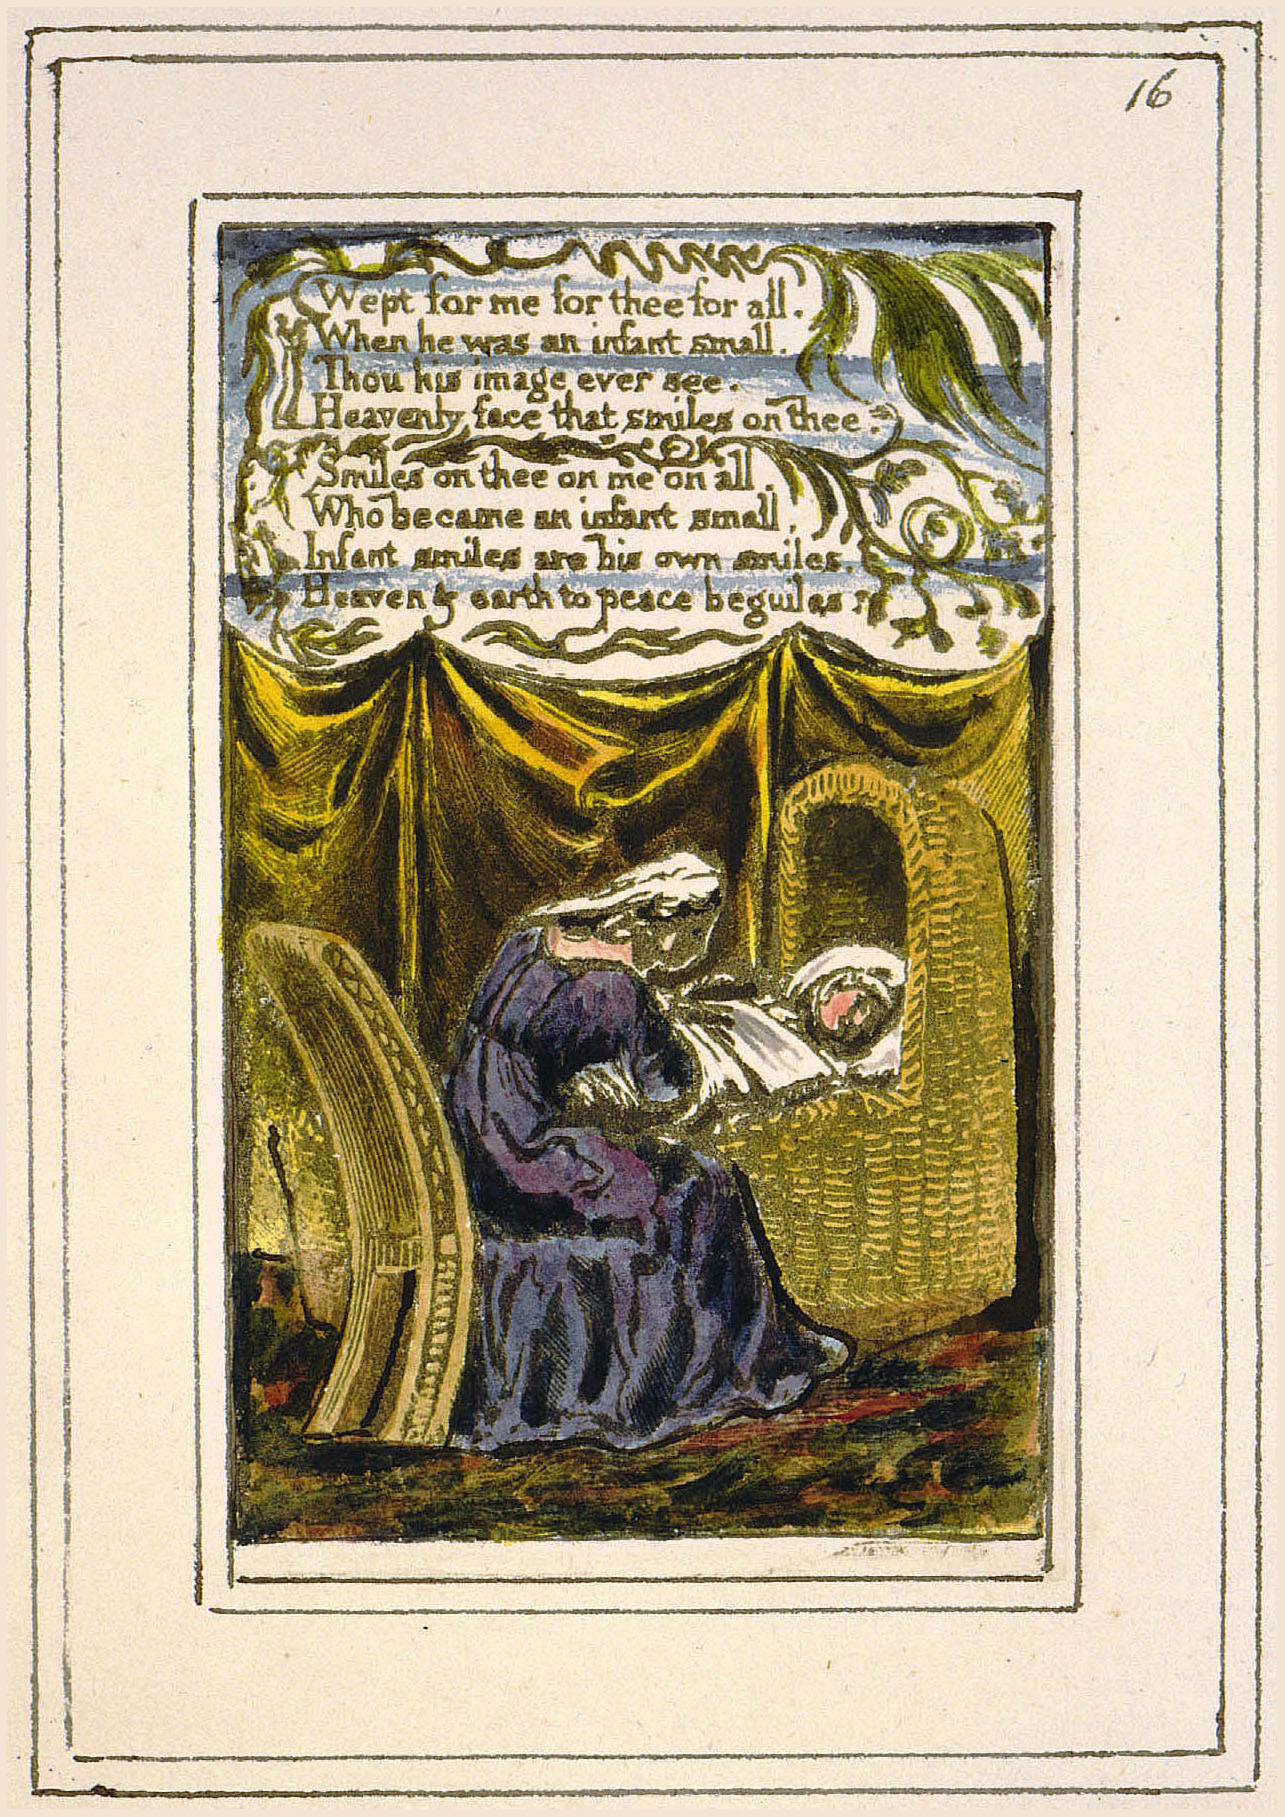 16
Wept for me for thee for all.
When he was an infant small.
Thou his image ever see.
Heavenly face that smiles on thee.
Smiles on thee on me on all.
Who became an infant small,
Infant smiles are his own smiles.
Heaven & earth to peace beguiles.